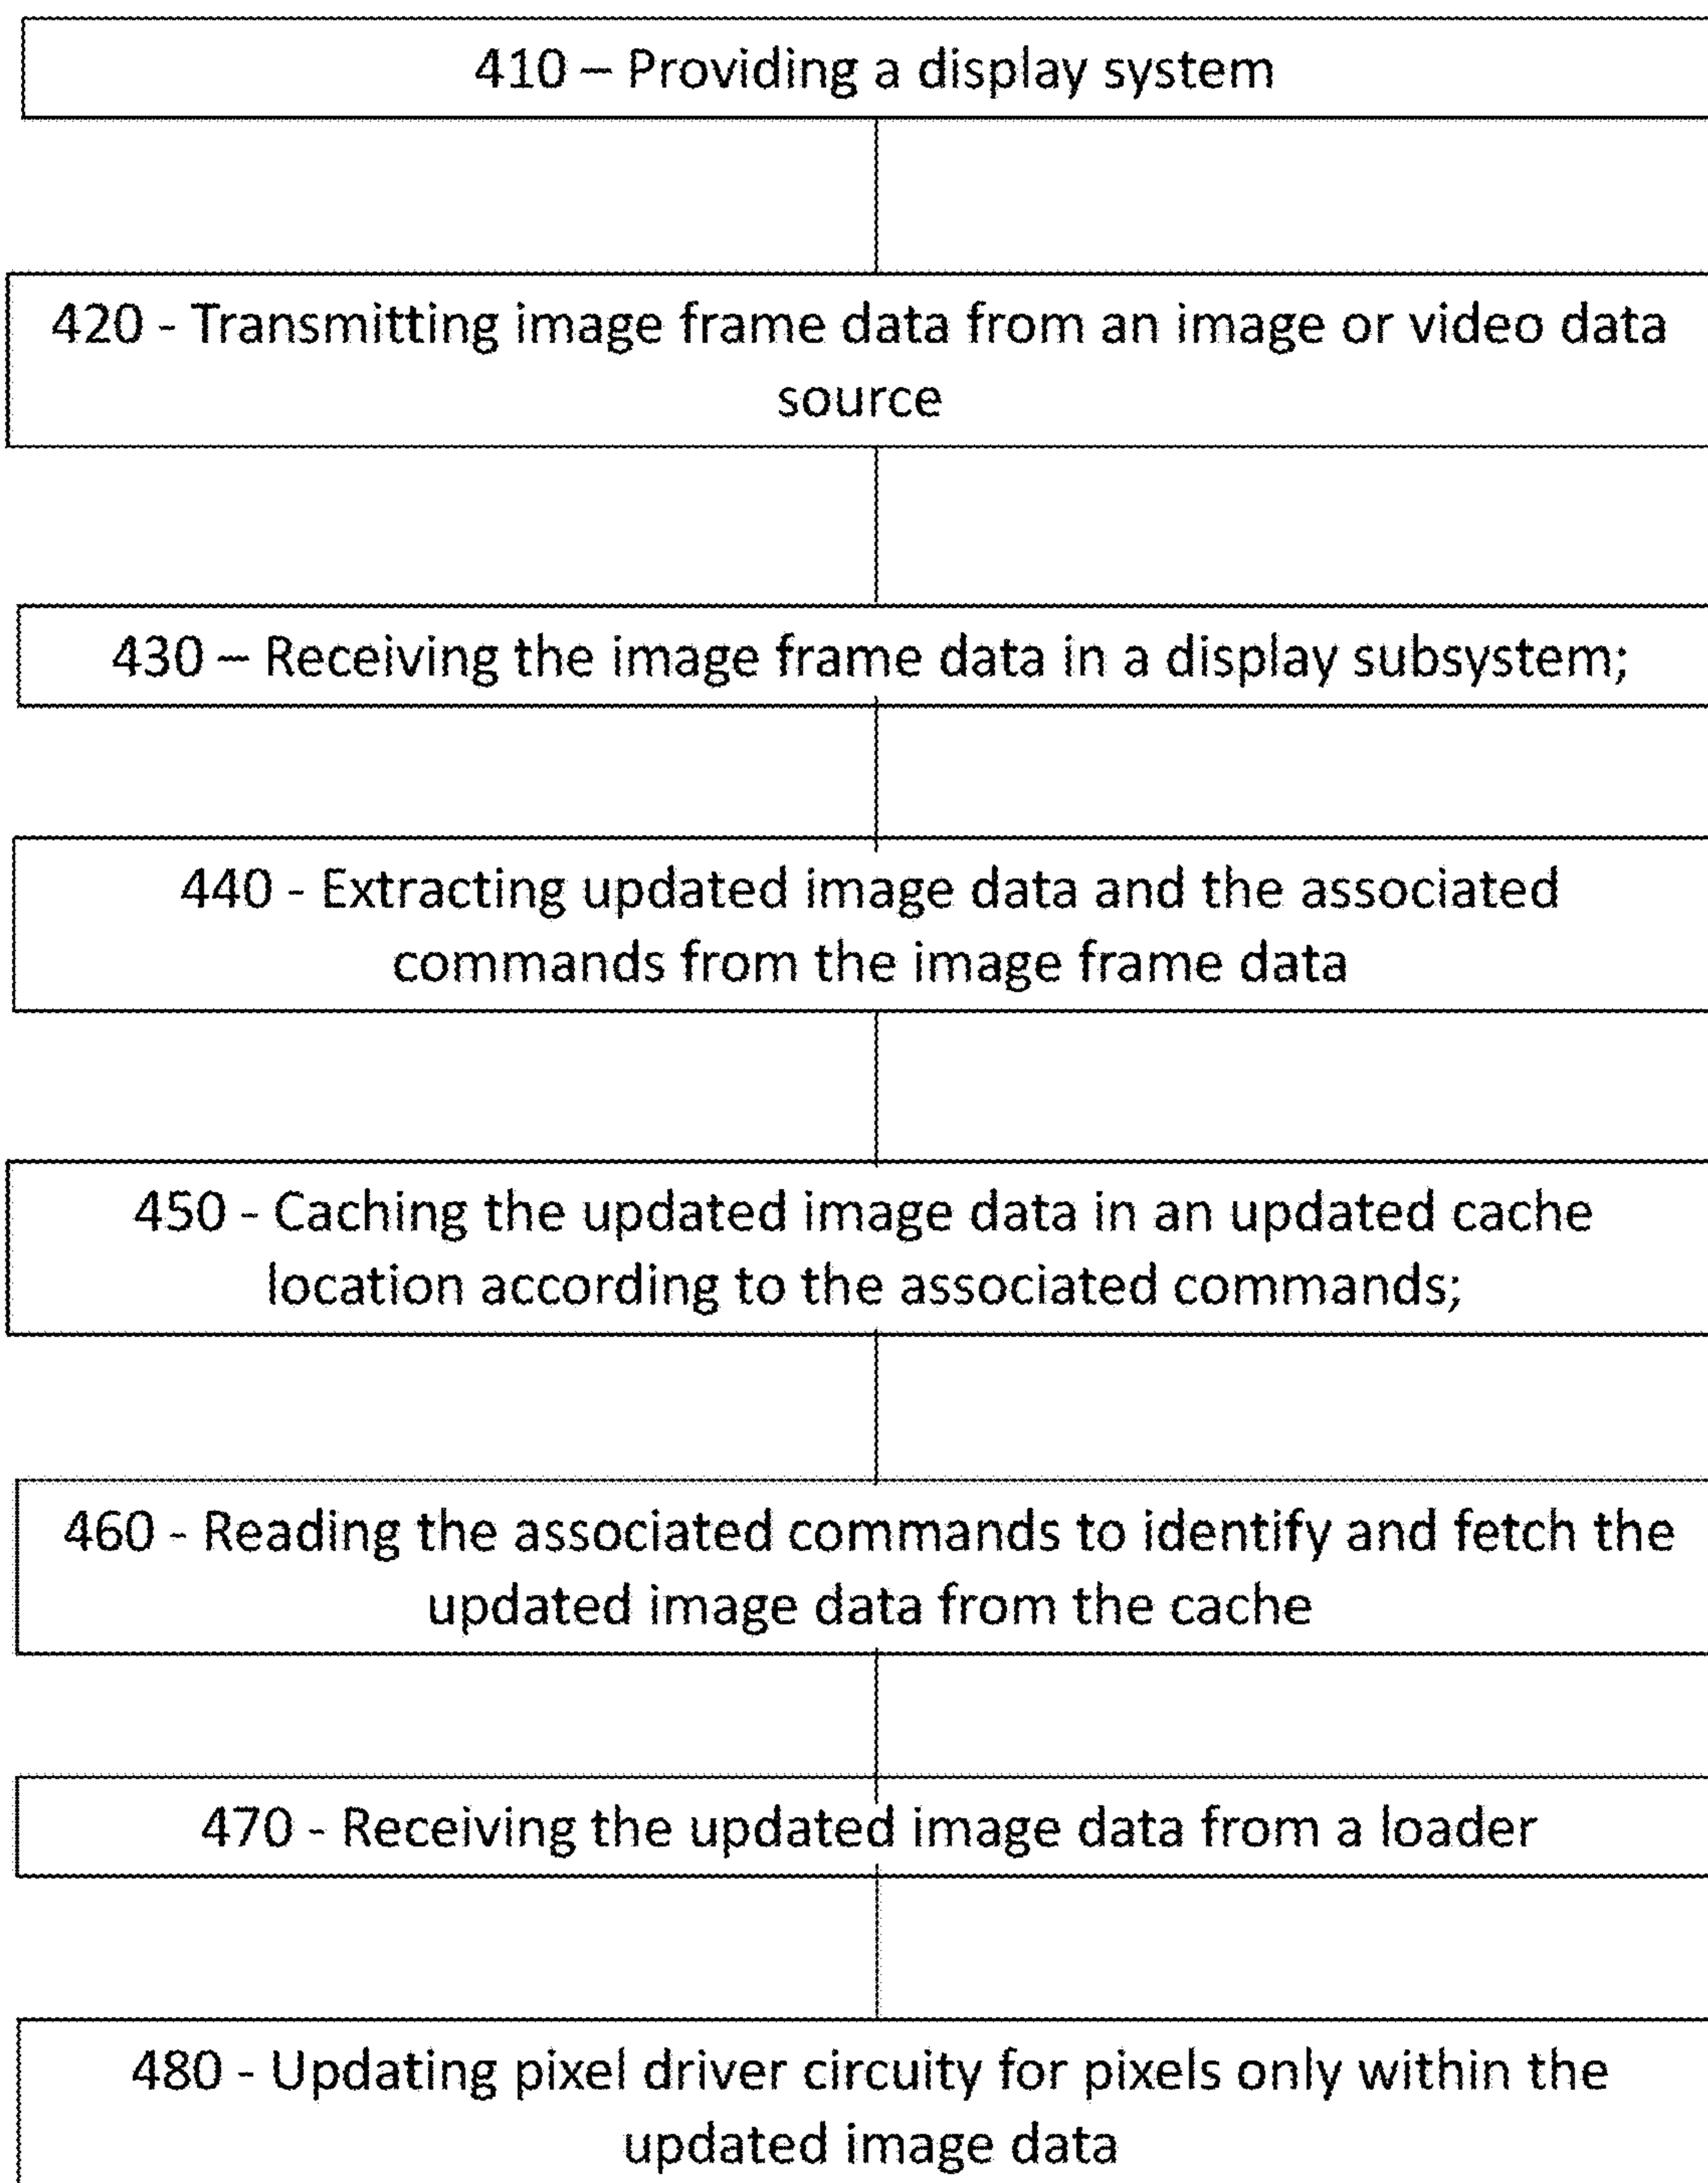 410 – Providing a display system
420 - Transmitting image frame data from an image or video data
source
430 – Receiving the image frame data in a display subsystem;
440 - Extracting updated image data and the associated
commands from the image frame data
450 - Caching the updated image data in an updated cache
location according to the associated commands;
460 - Reading the associated commands to identify and fetch the
updated image data from the cache
470 - Receiving the updated image data from a loader
480 - Updating pixel driver circuity for pixels only within the
updated image data